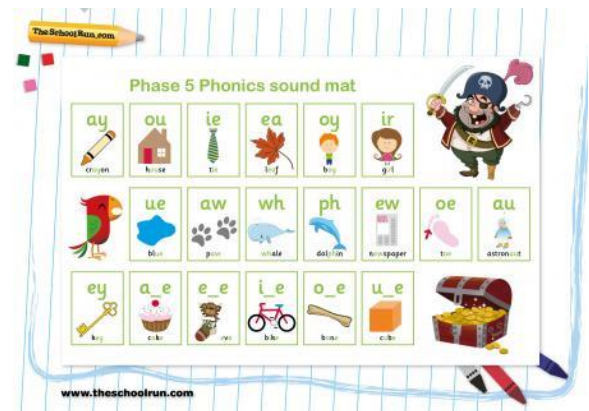 TheSchoolRun.com
Phase 5 Phonics sound mat
ay ou ie ea oy ir
crayon house tie leaf boy girl
ue aw wh ph ew oe au
blue paw whale dolphin newspaper toe astronaut
ey a_e e_e i_e o_e u_e
key cake bike bone cube
www.theschoolrun.com